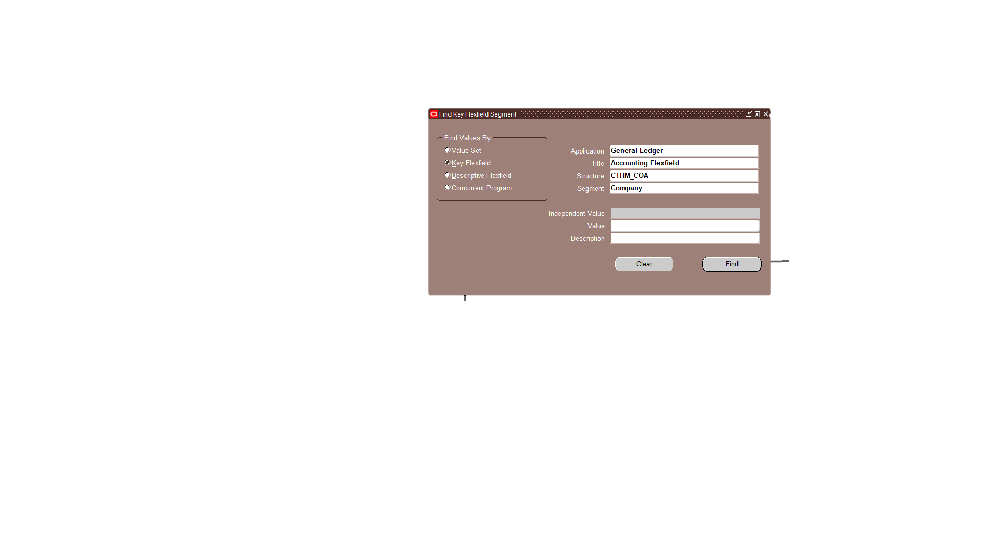 Find Key Flexfield Segment
Find Values By
Value Set
Key Flexfield
Descriptive Flexfield
Concurrent Program
Application General Ledger
Title Accounting Flexfield
Structure CTHM_COA
Segment Company
Independent Value
Value
Description
Clear Find